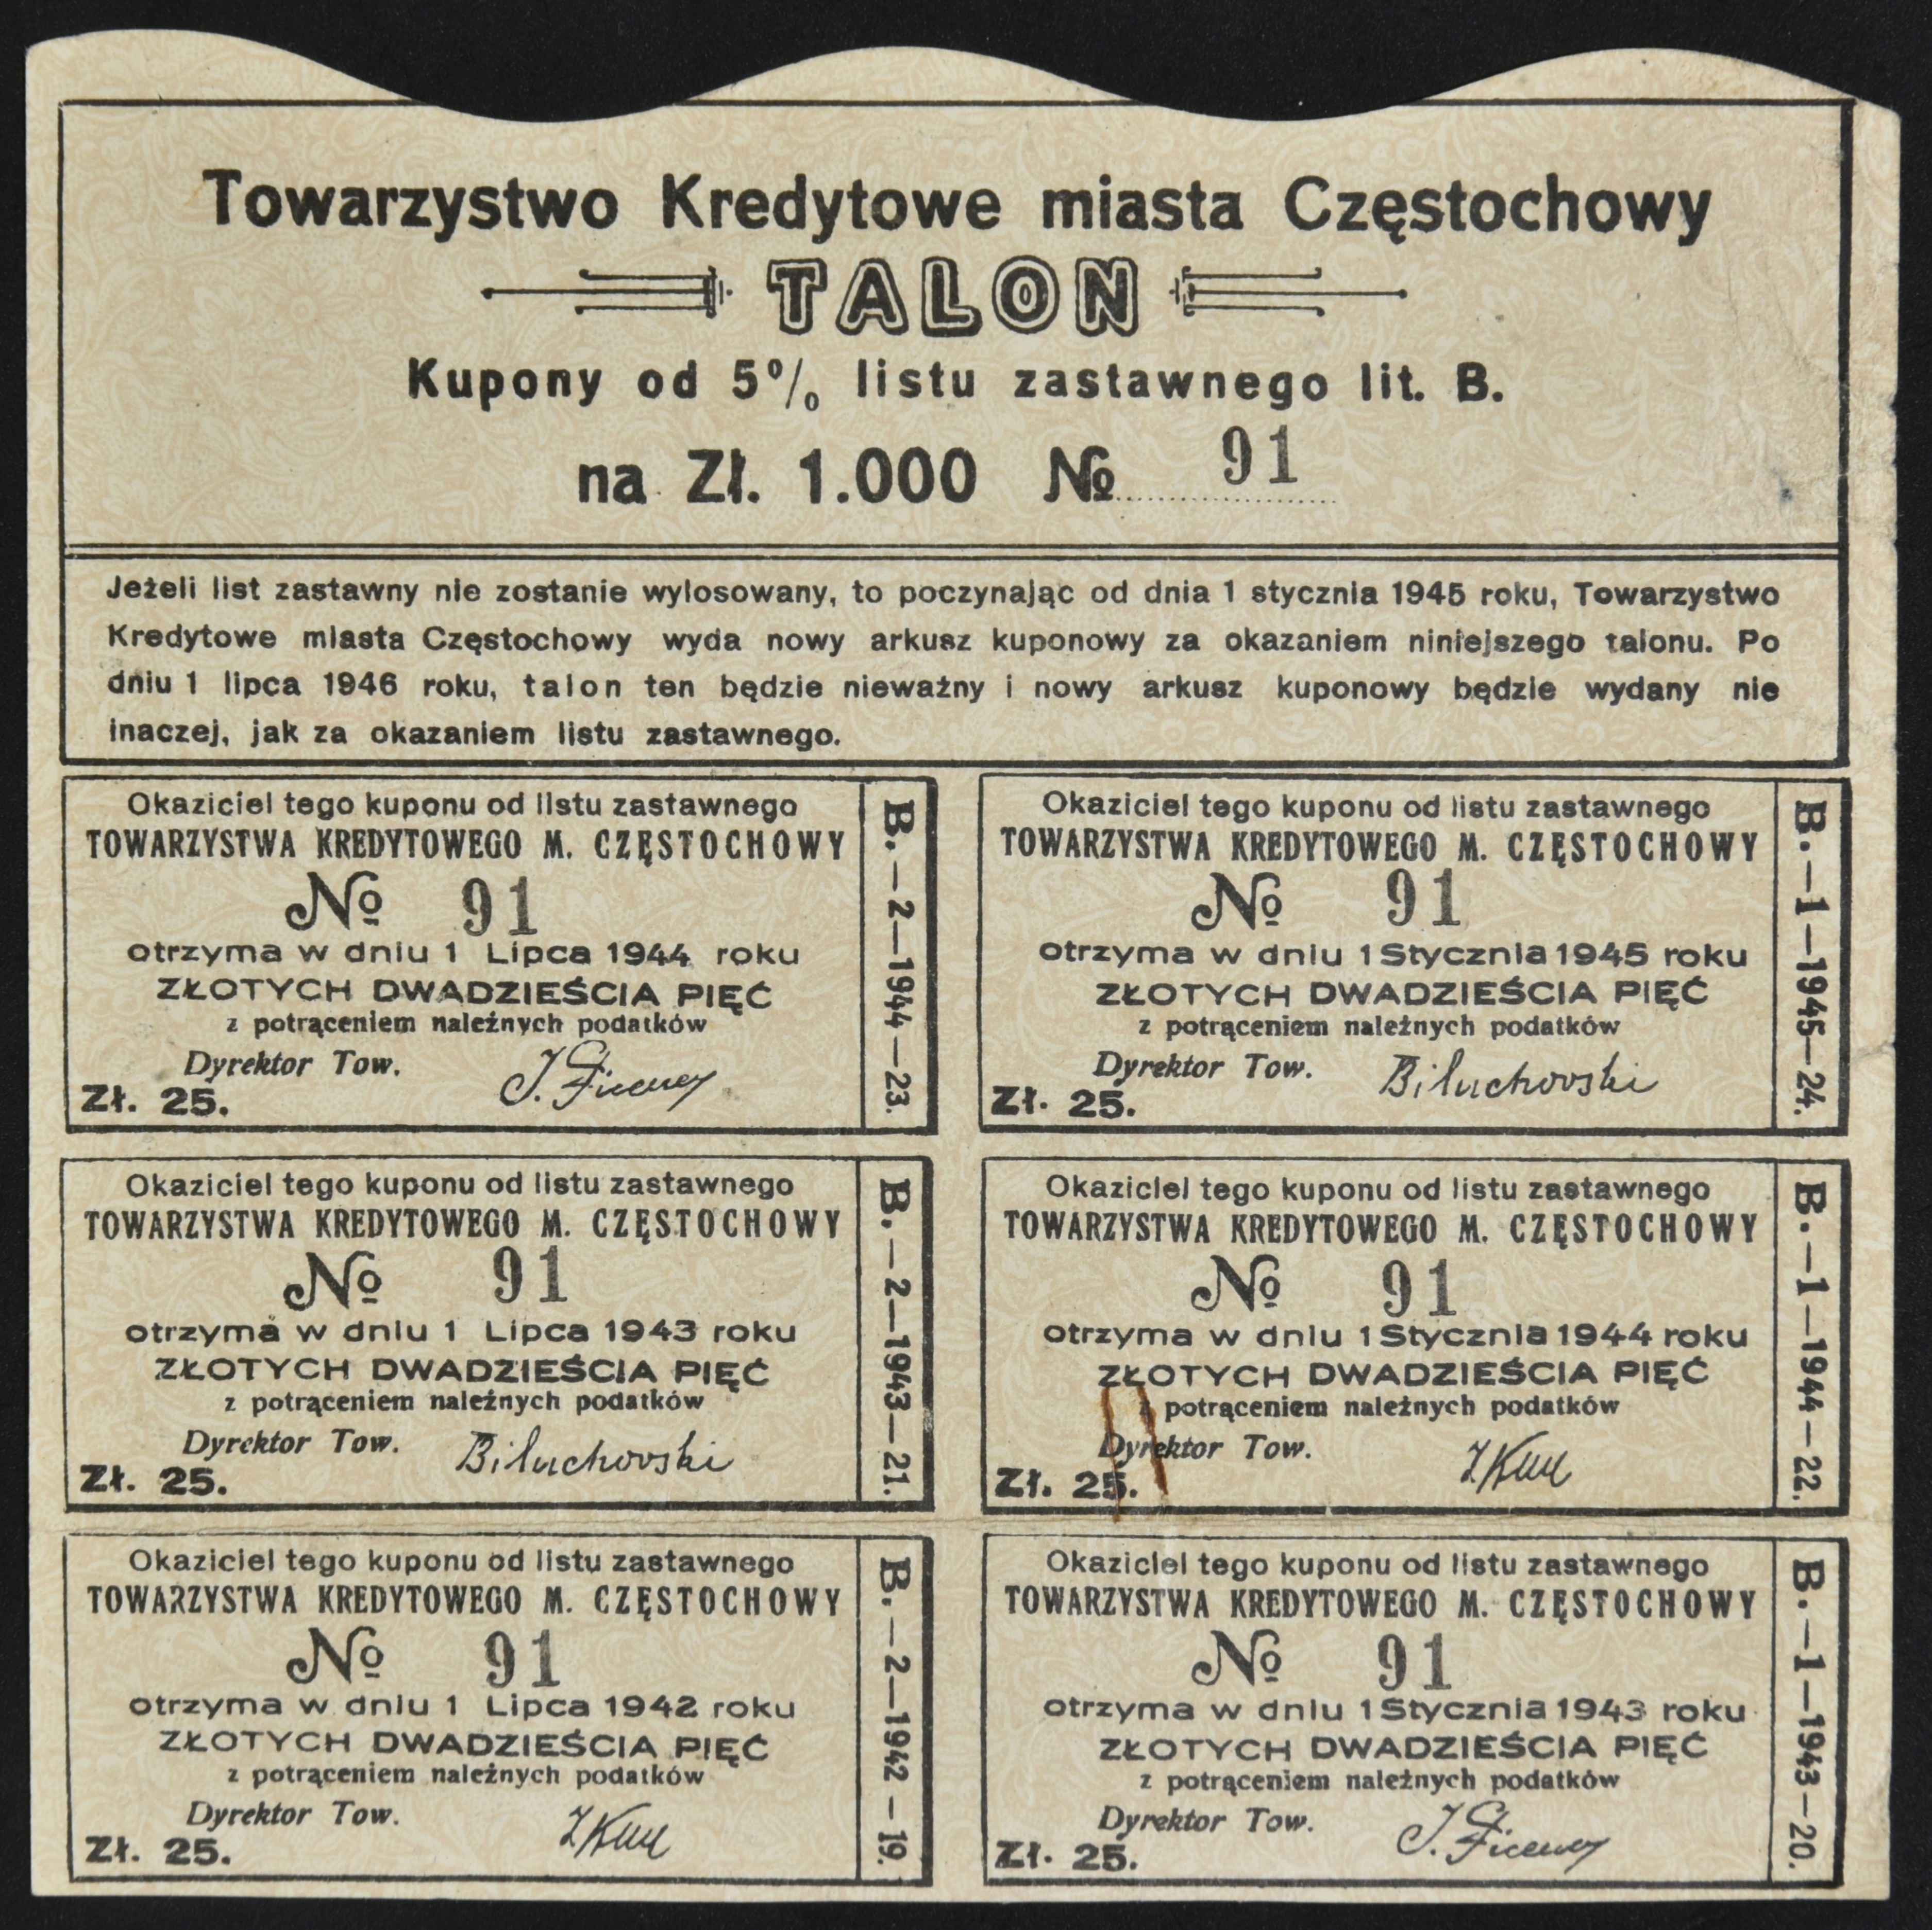 Towarzystwo Kredytowe miasta Częstochowy
TALON
Kupony od 5% listu zastawnego lit. B.
na Zł. 1.000 № 91
Jeżeli list zastawny nie zostanie wylosowany, to poczynając od dnia 1 stycznia 1945 roku, Towarzystwo
Kredytowe miasta Częstochowy wyda nowy arkusz kuponowy za okazaniem niniejszego talonu. Po
dniu 1 lipca 1946 roku, talon ten będzie nieważny i nowy arkusz kuponowy będzie wydany nie
inaczej, jak za okazaniem listu zastawnego.
Okaziciel tego kuponu od listu zastawnego
TOWARZYSTWA KREDYTOWEGO M. CZĘSTOCHOWY
№ 91
otrzyma w dniu 1 Lipca 1944 roku
ZŁOTYCH DWADZIEŚCIA PIĘĆ
z potrąceniem należnych podatków
Dyrektor Tow.
Zł. 25.
B.—2—1944—23.
Okaziciel tego kuponu od listu zastawnego
TOWARZYSTWA KREDYTOWEGO M. CZĘSTOCHOWY
№ 91
otrzyma w dniu 1 Stycznia 1945 roku
ZŁOTYCH DWADZIEŚCIA PIĘĆ
z potrąceniem należnych podatków
Dyrektor Tow. Biluchowski
Zł. 25.
B.—1—1945—24.
Okaziciel tego kuponu od listu zastawnego
TOWARZYSTWA KREDYTOWEGO M. CZĘSTOCHOWY
№ 91
otrzyma w dniu 1 Lipca 1943 roku
ZŁOTYCH DWADZIEŚCIA PIĘĆ
z potrąceniem należnych podatków
Dyrektor Tow. Biluchowski
Zł. 25.
B.—2—1943—21.
Okaziciel tego kuponu od listu zastawnego
TOWARZYSTWA KREDYTOWEGO M. CZĘSTOCHOWY
№ 91
otrzyma w dniu 1 Stycznia 1944 roku
ZŁOTYCH DWADZIEŚCIA PIĘĆ
z potrąceniem należnych podatków
Dyrektor Tow.
Zł. 25.
B.—1—1944—22.
Okaziciel tego kuponu od listu zastawnego
TOWARZYSTWA KREDYTOWEGO M. CZĘSTOCHOWY
№ 91
otrzyma w dniu 1 Lipca 1942 roku
ZŁOTYCH DWADZIEŚCIA PIĘĆ
z potrąceniem należnych podatków
Dyrektor Tow.
Zł. 25.
B.—2—1942—19.
Okaziciel tego kuponu od listu zastawnego
TOWARZYSTWA KREDYTOWEGO M. CZĘSTOCHOWY
№ 91
otrzyma w dniu 1 Stycznia 1943 roku
ZŁOTYCH DWADZIEŚCIA PIĘĆ
z potrąceniem należnych podatków
Dyrektor Tow.
Zł. 25.
B.—1—1943—20.